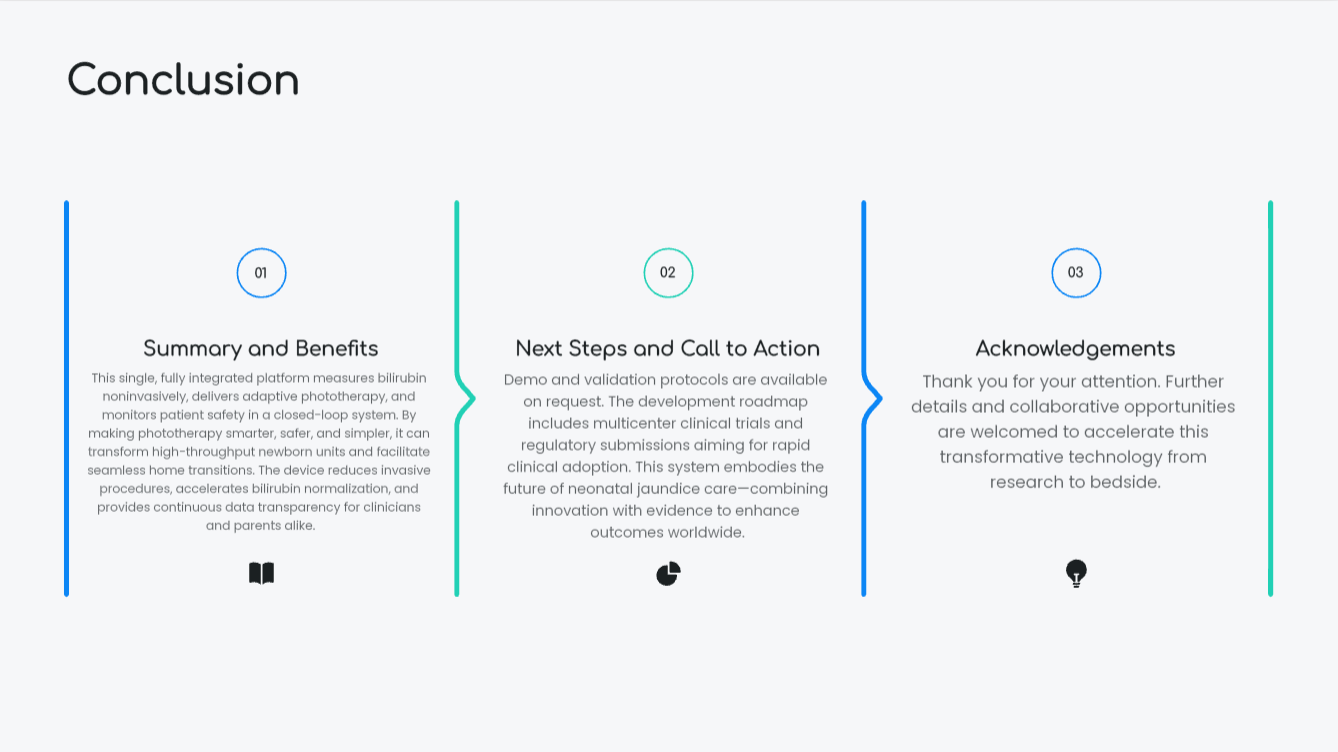 Conclusion
01
Summary and Benefits
This single, fully integrated platform measures bilirubin
noninvasively, delivers adaptive phototherapy, and
monitors patient safety in a closed-loop system. By
making phototherapy smarter, safer, and simpler, it can
transform high-throughput newborn units and facilitate
seamless home transitions. The device reduces invasive
procedures, accelerates bilirubin normalization, and
provides continuous data transparency for clinicians
and parents alike.
02
Next Steps and Call to Action
Demo and validation protocols are available
on request. The development roadmap
includes multicenter clinical trials and
regulatory submissions aiming for rapid
clinical adoption. This system embodies the
future of neonatal jaundice care—combining
innovation with evidence to enhance
outcomes worldwide.
03
Acknowledgements
Thank you for your attention. Further
details and collaborative opportunities
are welcomed to accelerate this
transformative technology from
research to bedside.